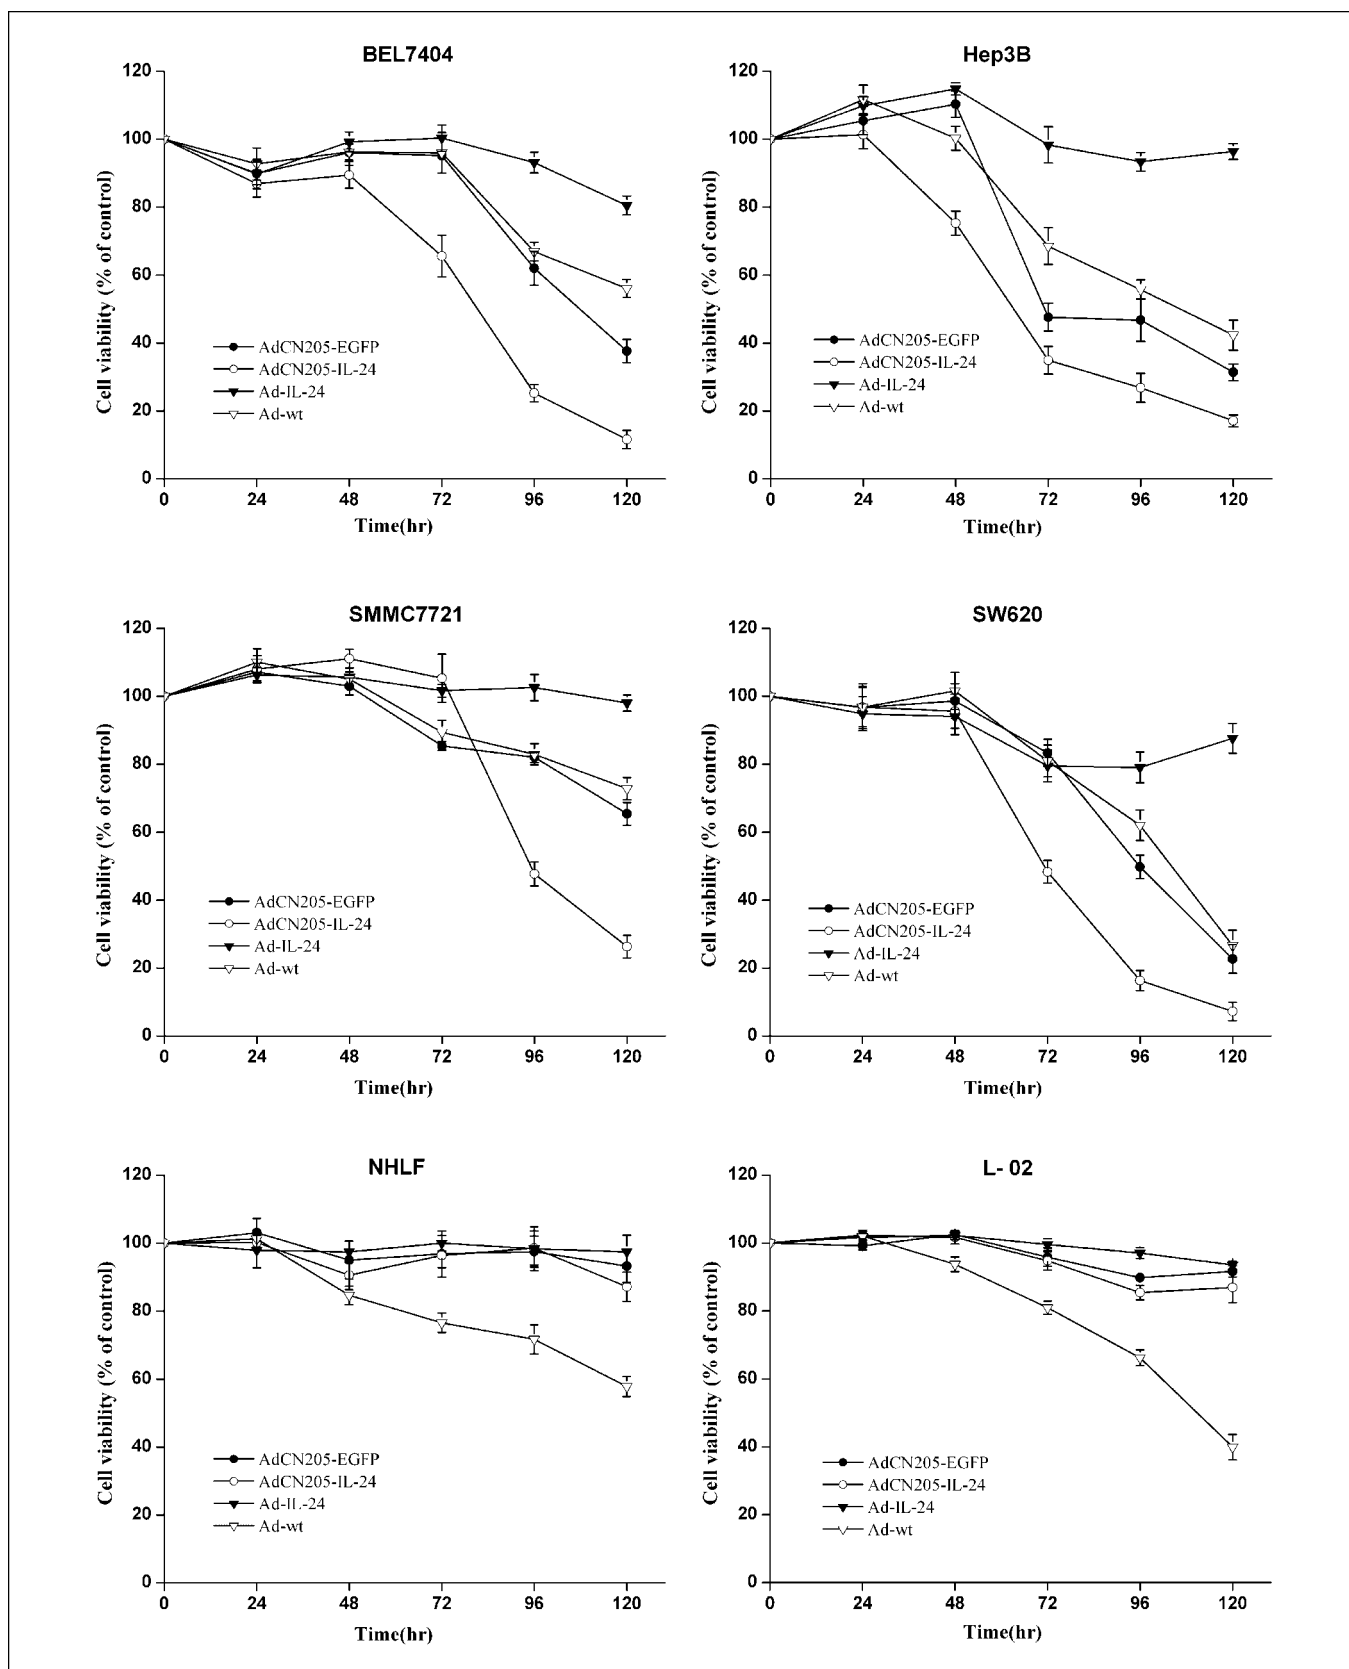 BEL7404
Cell viability (% of control)
120
100
80
60
40
20
0
AdCN205-EGFP
AdCN205-IL-24
Ad-IL-24
Ad-wt
0 24 48 72 96 120
Time(hr)
Hep3B
Cell viability (% of control)
120
100
80
60
40
20
0
AdCN205-EGFP
AdCN205-IL-24
Ad-IL-24
Ad-wt
0 24 48 72 96 120
Time(hr)
SMMC7721
Cell viability (% of control)
120
100
80
60
40
20
0
AdCN205-EGFP
AdCN205-IL-24
Ad-IL-24
Ad-wt
0 24 48 72 96 120
Time(hr)
SW620
Cell viability (% of control)
120
100
80
60
40
20
0
AdCN205-EGFP
AdCN205-IL-24
Ad-IL-24
Ad-wt
0 24 48 72 96 120
Time(hr)
NHLF
Cell viability (% of control)
120
100
80
60
40
20
0
AdCN205-EGFP
AdCN205-IL-24
Ad-IL-24
Ad-wt
0 24 48 72 96 120
Time(hr)
L- 02
Cell viability (% of control)
120
100
80
60
40
20
0
AdCN205-EGFP
AdCN205-IL-24
Ad-IL-24
Ad-wt
0 24 48 72 96 120
Time(hr)